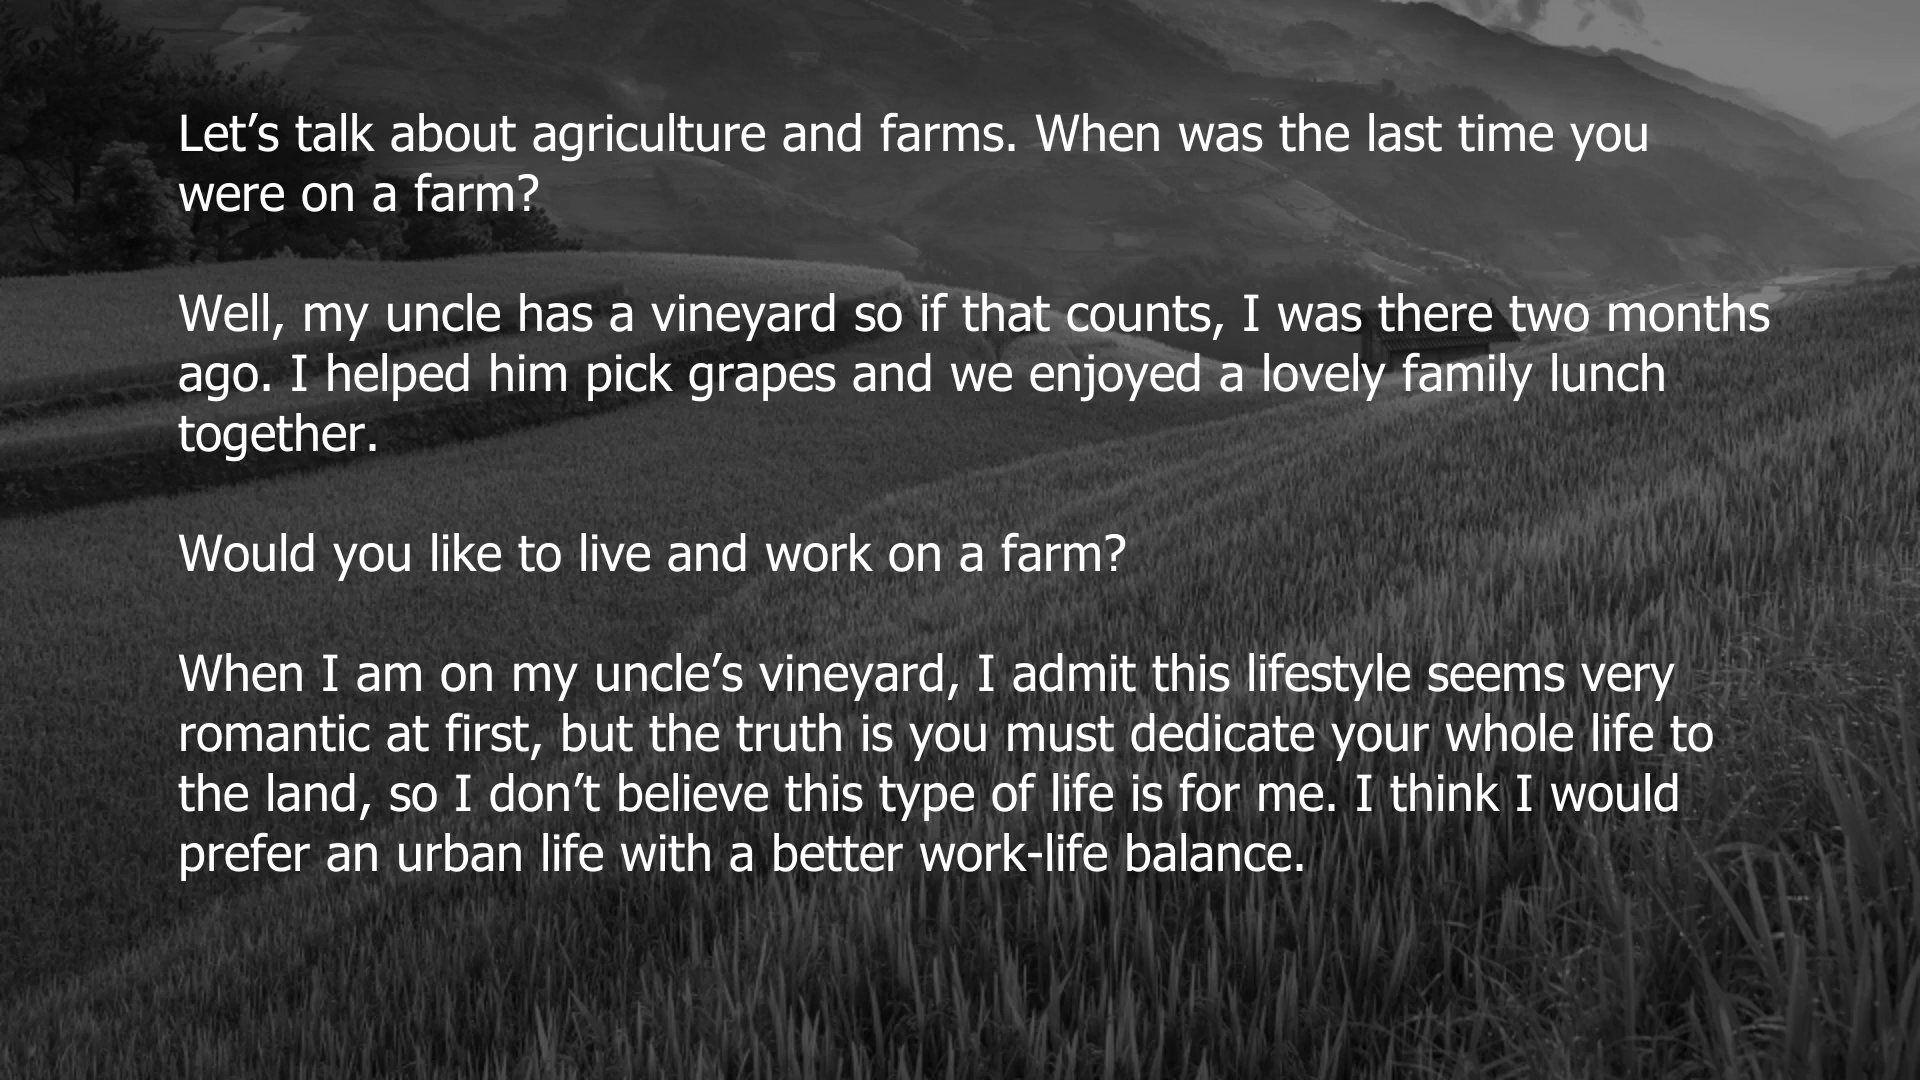 Let’s talk about agriculture and farms. When was the last time you
were on a farm?
Well, my uncle has a vineyard so if that counts, I was there two months
ago. I helped him pick grapes and we enjoyed a lovely family lunch
together.
Would you like to live and work on a farm?
When I am on my uncle’s vineyard, I admit this lifestyle seems very
romantic at first, but the truth is you must dedicate your whole life to
the land, so I don’t believe this type of life is for me. I think I would
prefer an urban life with a better work-life balance.